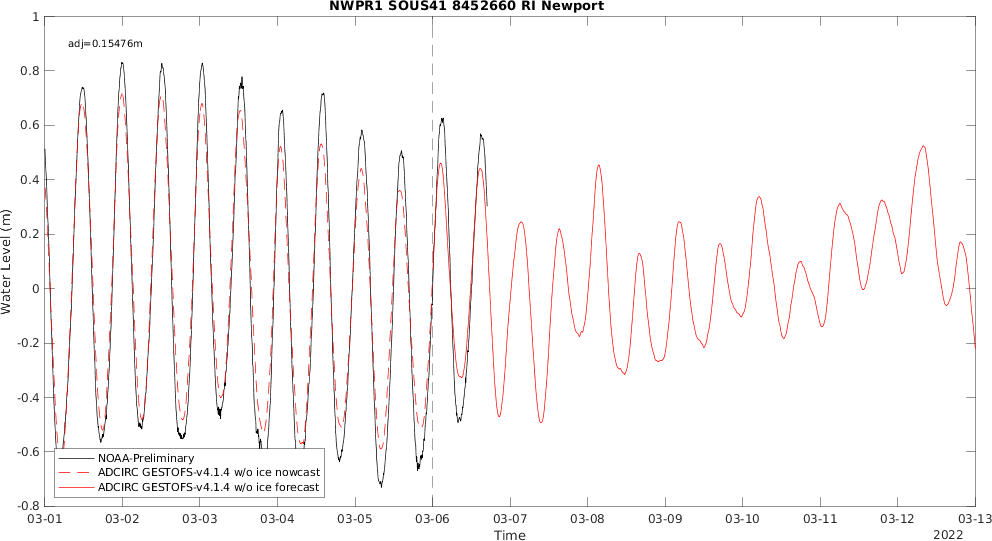 NWPR1 SOUS41 8452660 RI Newport
adj=0.15476m
Water Level (m)
1
0.8
0.6
0.4
0.2
0
-0.2
-0.4
-0.6
-0.8
NOAA-Preliminary
ADCIRC GESTOFS-v4.1.4 w/o ice nowcast
ADCIRC GESTOFS-v4.1.4 w/o ice forecast
03-01 03-02 03-03 03-04 03-05 03-06 03-07 03-08 03-09 03-10 03-11 03-12 03-13
Time
2022